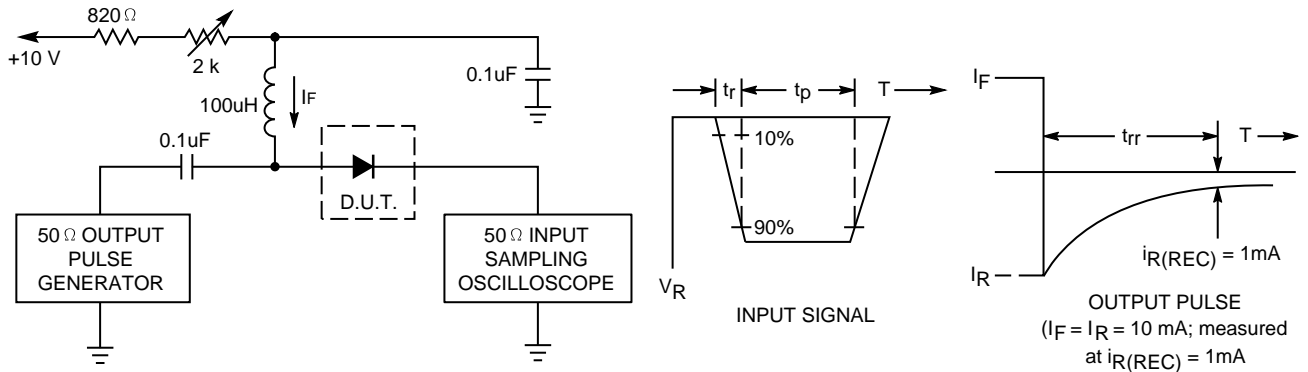 820 Ω
+10 V
2 k
0.1uF
100uH
IF
0.1uF
D.U.T.
50 Ω OUTPUT
PULSE
GENERATOR
50 Ω INPUT
SAMPLING
OSCILLOSCOPE
tr
tp
T
10%
90%
VR
INPUT SIGNAL
IF
trr
T
iR(REC) = 1mA
IR
OUTPUT PULSE
(IF = IR = 10 mA; measured
at iR(REC) = 1mA